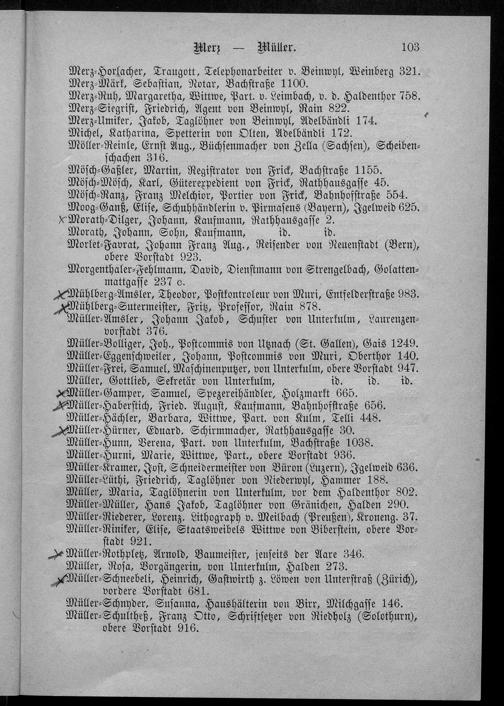 Merz — Müller. 103
Merz-Horlacher, Traugott, Telephonarbeiter v. Beinwyl, Weinberg 321.
Merz-Märk, Sebastian, Notar, Bachstraße 1100.
Merz-Ruh, Margaretha, Wittwe, Part. v. Leimbach, v. d. Haldenthor 758.
Merz-Siegrist, Friedrich, Agent von Beinwyl, Rain 822.
Merz-Uniker, Jakob, Taglöhner von Beinwyl, Adelbändli 174.
Michel, Katharina, Spetterin von Olten, Adelbändli 172.
Möller-Reinle, Ernst Aug., Büchsenmacher von Zella (Sachsen), Scheiben-
schachen 316.
Mösch-Gaßler, Martin, Registrator von Frick, Bachstraße 1155.
Mösch-Mösch, Karl, Güterexpedient von Frick, Rathhausgasse 45.
Mösch-Ranz, Franz Melchior, Portier von Frick, Bahnhofstraße 554.
Moog-Ganß, Elise, Schuhhändlerin v. Pirmasens (Bayern), Igelweid 625.
Morath-Dilger, Johann, Kaufmann, Rathhausgasse 2.
Morath, Johann, Sohn, Kaufmann, id. id.
Morlet-Favrat, Johann Franz Aug., Reisender von Neuenstadt (Bern),
obere Vorstadt 923.
Morgenthaler-Fehlmann, David, Dienstmann von Strengelbach, Golatten-
mattgasse 237 c.
Mühlberg-Amsler, Theodor, Postkontroleur von Muri, Entfelderstraße 983.
Mühlberg-Sutermeister, Fritz, Professor, Rain 878.
Müller-Amsler, Johann Jakob, Schuster von Unterkulm, Laurenzen-
vorstadt 376.
Müller-Bolliger, Joh., Postcommis von Utznach (St. Gallen), Gais 1249.
Müller-Eggenschweiler, Johann, Postcommis von Muri, Oberthor 140.
Müller-Frei, Samuel, Maschinenputzer, von Unterkulm, obere Vorstadt 947.
Müller, Gottlieb, Sekretär von Unterkulm, id. id. id.
Müller-Gamper, Samuel, Spezereihändler, Holzmarkt 665.
Müller-Haberstich, Fried. August, Kaufmann, Bahnhofstraße 656.
Müller-Hächler, Barbara, Wittwe, Part. von Kulm, Telli 448.
Müller-Hürner, Eduard, Schirmmacher, Rathhausgasse 30.
Müller-Hunn, Verena, Part. von Unterkulm, Bachstraße 1038.
Müller-Hurni, Marie, Wittwe, Part., obere Vorstadt 936.
Müller-Kramer, Jost, Schneidermeister von Büron (Luzern), Igelweid 636.
Müller-Lüthi, Friedrich, Taglöhner von Niederwyl, Hammer 188.
Müller, Maria, Taglöhnerin von Unterkulm, vor dem Haldenthor 802.
Müller-Müller, Hans Jakob, Taglöhner von Gränichen, Halden 290.
Müller-Riederer, Lorenz, Lithograph v. Meilbach (Preußen), Kroneng. 37.
Müller-Riniker, Elise, Staatsweibels Wittwe von Biberstein, obere Vor-
stadt 921.
Müller-Rothpletz, Arnold, Baumeister, jenseits der Aare 346.
Müller, Rosa, Vorgängerin, von Unterkulm, Halden 273.
Müller-Schneebeli, Heinrich, Gastwirth z. Löwen von Unterstraß (Zürich),
vordere Vorstadt 681.
Müller-Schnyder, Susanna, Haushälterin von Birr, Milchgasse 146.
Müller-Schultheß, Franz Otto, Schriftsetzer von Riedholz (Solothurn),
obere Vorstadt 916.